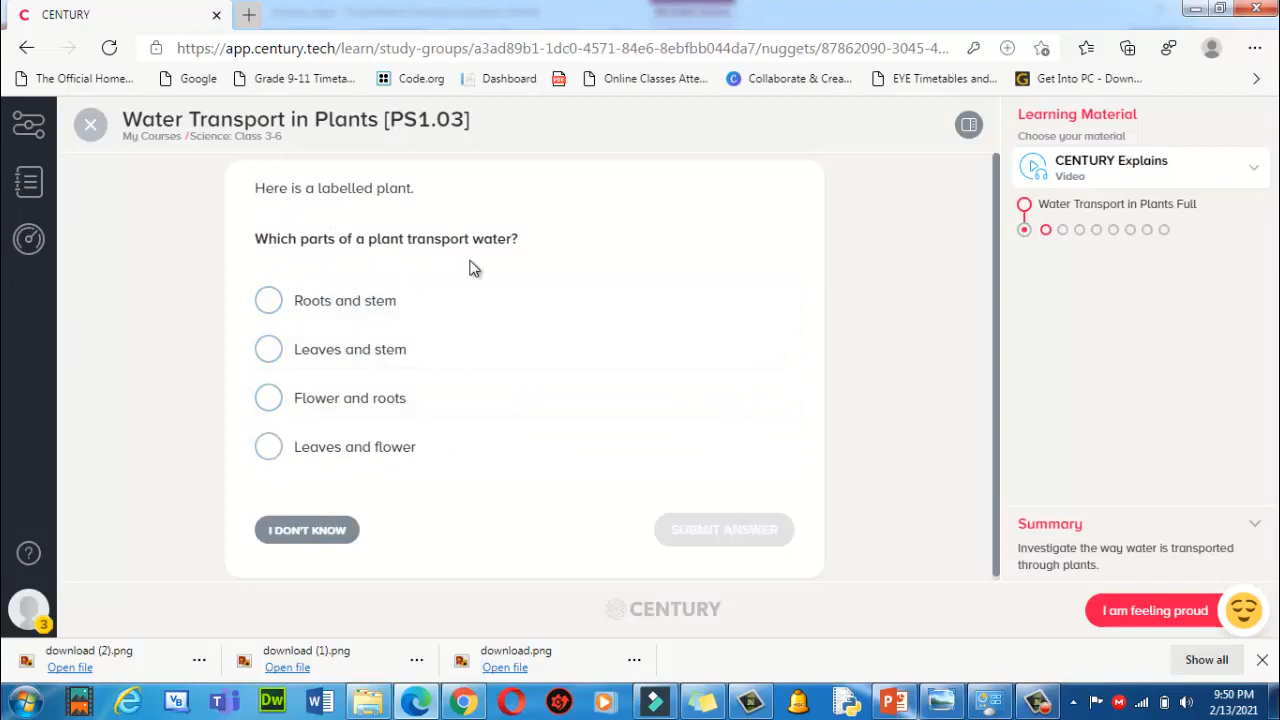 CENTURY
https://app.century.tech/learn/study-groups/a3ad89b1-1dc0-4571-84e6-8ebfbb044da7/nuggets/87862090-3045-4...
The Official Home...
Google
Grade 9-11 Timeta...
Code.org
Dashboard
Online Classes Atte...
Collaborate & Crea...
EYE Timetables and...
Get Into PC - Down...
Water Transport in Plants [PS1.03]
My Courses / Science: Class 3-6
Here is a labelled plant.
Which parts of a plant transport water?
Roots and stem
Leaves and stem
Flower and roots
Leaves and flower
I DON'T KNOW
SUBMIT ANSWER
Learning Material
Choose your material
CENTURY Explains
Video
Water Transport in Plants Full
Summary
Investigate the way water is transported
through plants.
I am feeling proud
CENTURY
3
download (2).png
Open file
download (1).png
Open file
download.png
Open file
Show all
9:50 PM
2/13/2021